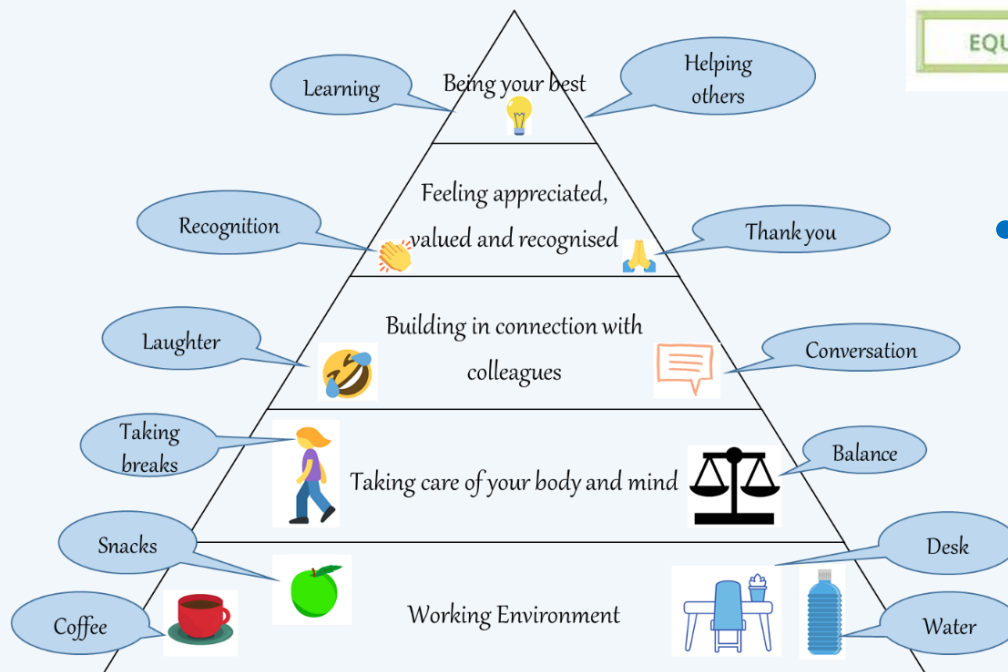 EQU
Learning
Being your best
Helping
others
Feeling appreciated,
valued and recognised
Recognition
Thank you
Building in connection with
colleagues
Laughter
Conversation
Taking
breaks
Taking care of your body and mind
Balance
Snacks
Desk
Coffee
Working Environment
Water